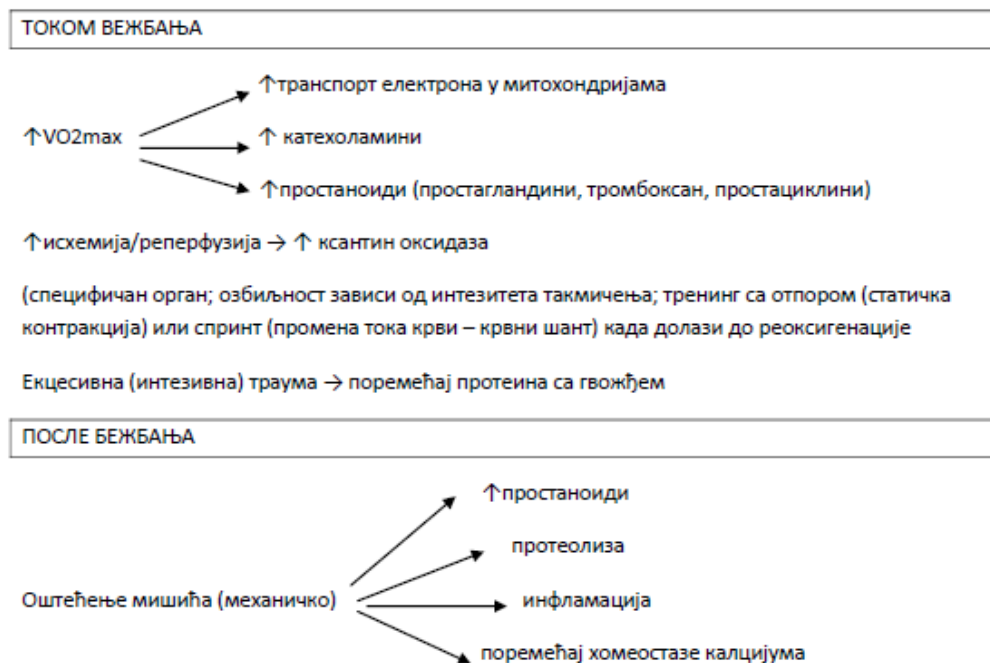 ТОКОМ ВЕЖБАЊА
↑транспорт електрона у митохондријама
↑VO2max
↑ катехоламини
↑простаноиди (простагландини, тромбоксан, простациклини)
↑исхемија/реперфузија → ↑ ксантин оксидаза
(специфичан орган; озбиљност зависи од интезитета такмичења; тренинг са отпором (статичка
контракција) или спринт (промена тока крви – крвни шант) када долази до реоксигенације
Ексцесивна (интезивна) траума → поремећај протеина са гвожђем
ПОСЛЕ БЕЖБАЊА
↑простаноиди
протеолиза
Оштећење мишића (механичко)
инфламација
поремећај хомеостазе калцијума